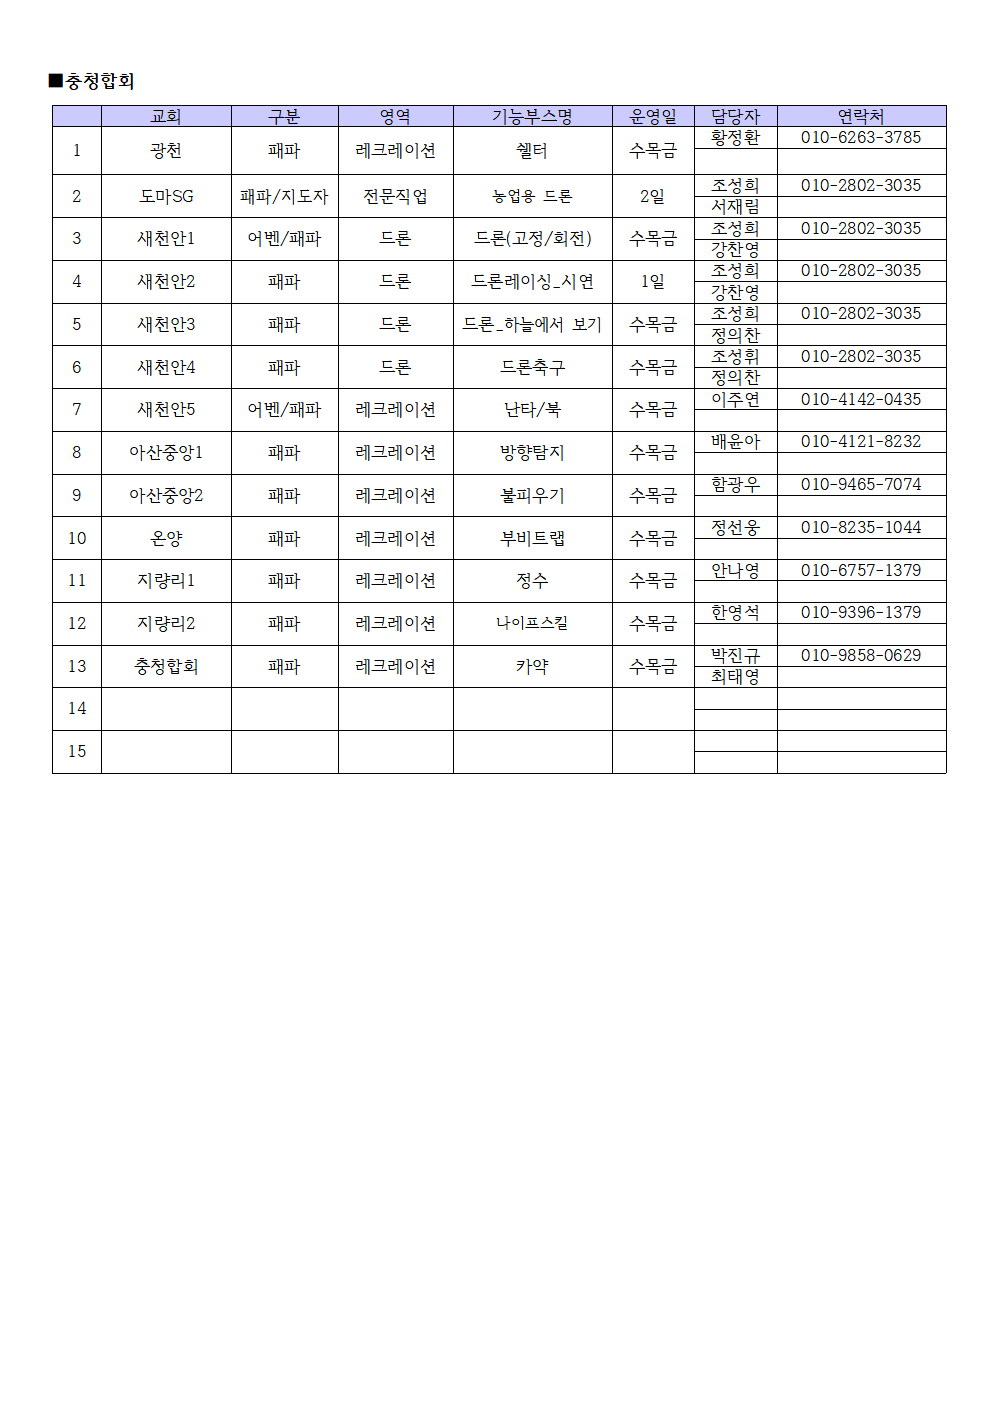 ■충청합회
교회 구분 영역 기능부스명 운영일 담당자 연락처
1 광천 패파 레크레이션 쉘터 수목금 황정환 010-6263-3785
2 도마SG 패파/지도자 전문직업 농업용 드론 2일 조성희 010-2802-3035
서재림
3 새천안1 어벤/패파 드론 드론(고정/회전) 수목금 조성희 010-2802-3035
강찬영
4 새천안2 패파 드론 드론레이싱_시연 1일 조성희 010-2802-3035
강찬영
5 새천안3 패파 드론 드론_하늘에서 보기 수목금 조성희 010-2802-3035
정의찬
6 새천안4 패파 드론 드론축구 수목금 조성휘 010-2802-3035
정의찬
7 새천안5 어벤/패파 레크레이션 난타/북 수목금 이주연 010-4142-0435
8 아산중앙1 패파 레크레이션 방향탐지 수목금 배윤아 010-4121-8232
9 아산중앙2 패파 레크레이션 불피우기 수목금 함광우 010-9465-7074
10 온양 패파 레크레이션 부비트랩 수목금 정선웅 010-8235-1044
11 지량리1 패파 레크레이션 정수 수목금 안나영 010-6757-1379
12 지량리2 패파 레크레이션 나이프스킬 수목금 한영석 010-9396-1379
13 충청합회 패파 레크레이션 카약 수목금 박진규 010-9858-0629
최태영
14
15